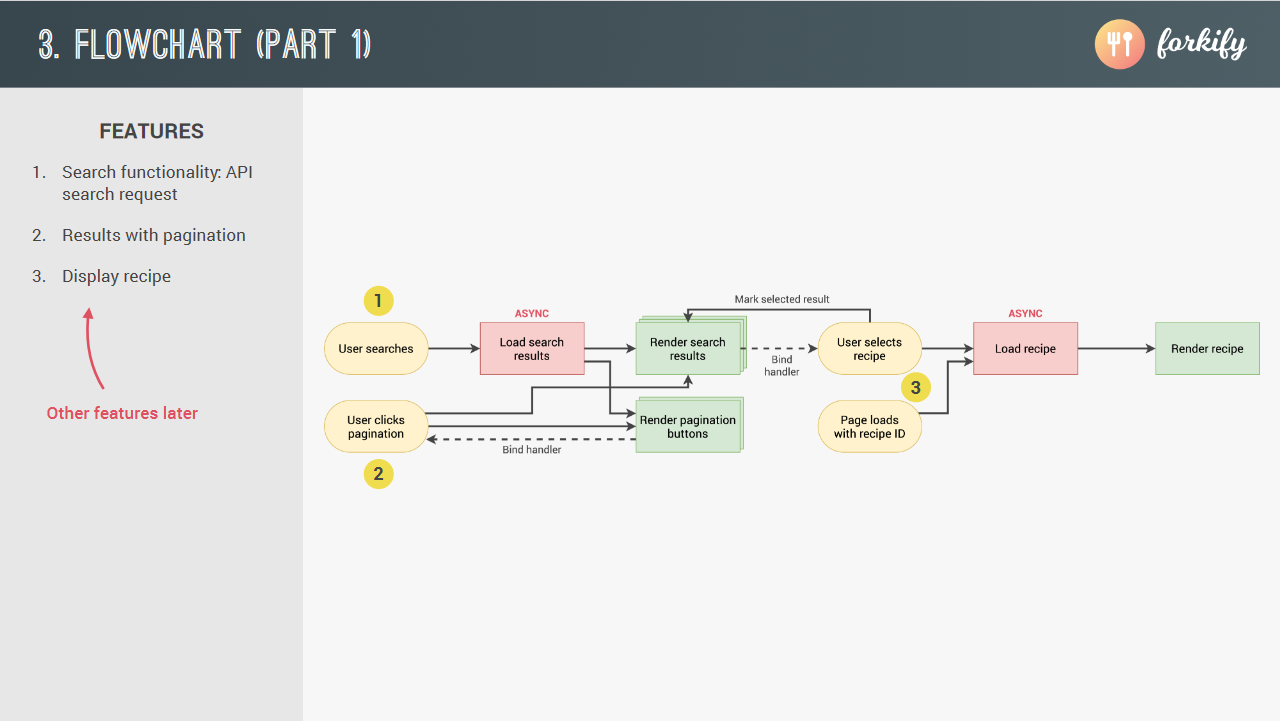 3. FLOWCHART (PART 1)
forkify
FEATURES
1. Search functionality: API
search request
2. Results with pagination
3. Display recipe
Other features later
1
User searches
ASYNC
Load search
results
Mark selected result
Render search
results
Bind
handler
User selects
recipe
3
ASYNC
Load recipe
Render recipe
User clicks
pagination
2
Bind handler
Render pagination
buttons
Page loads
with recipe ID